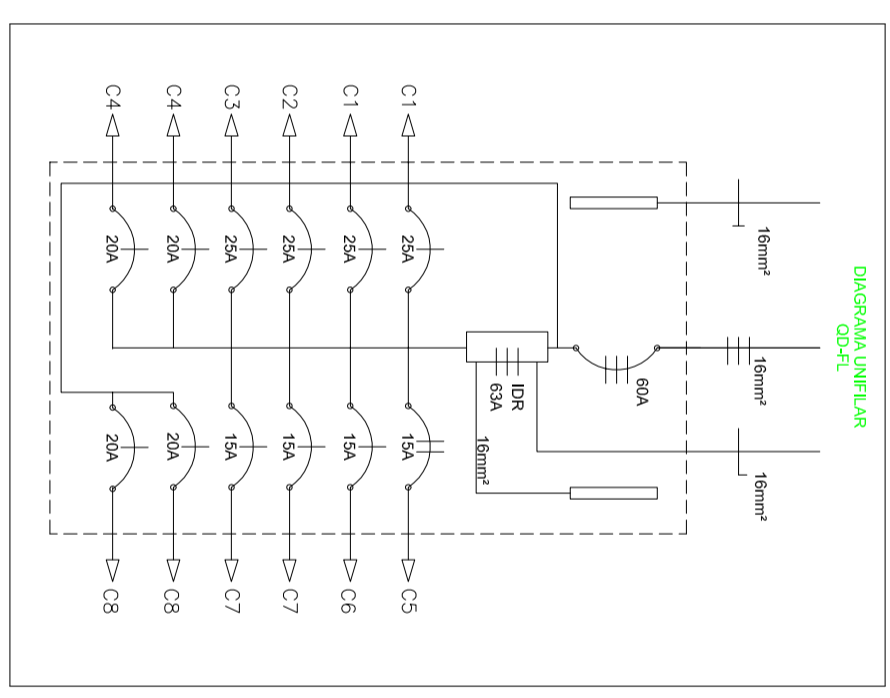 DIAGRAMA UNIFILAR
QD-FL
16mm²
16mm²
16mm²
60A
IDR
63A
16mm²
C1
25A
15A
C5
C1
25A
15A
C6
C2
25A
15A
C7
C3
25A
15A
C7
C4
20A
20A
C8
C4
20A
20A
C8